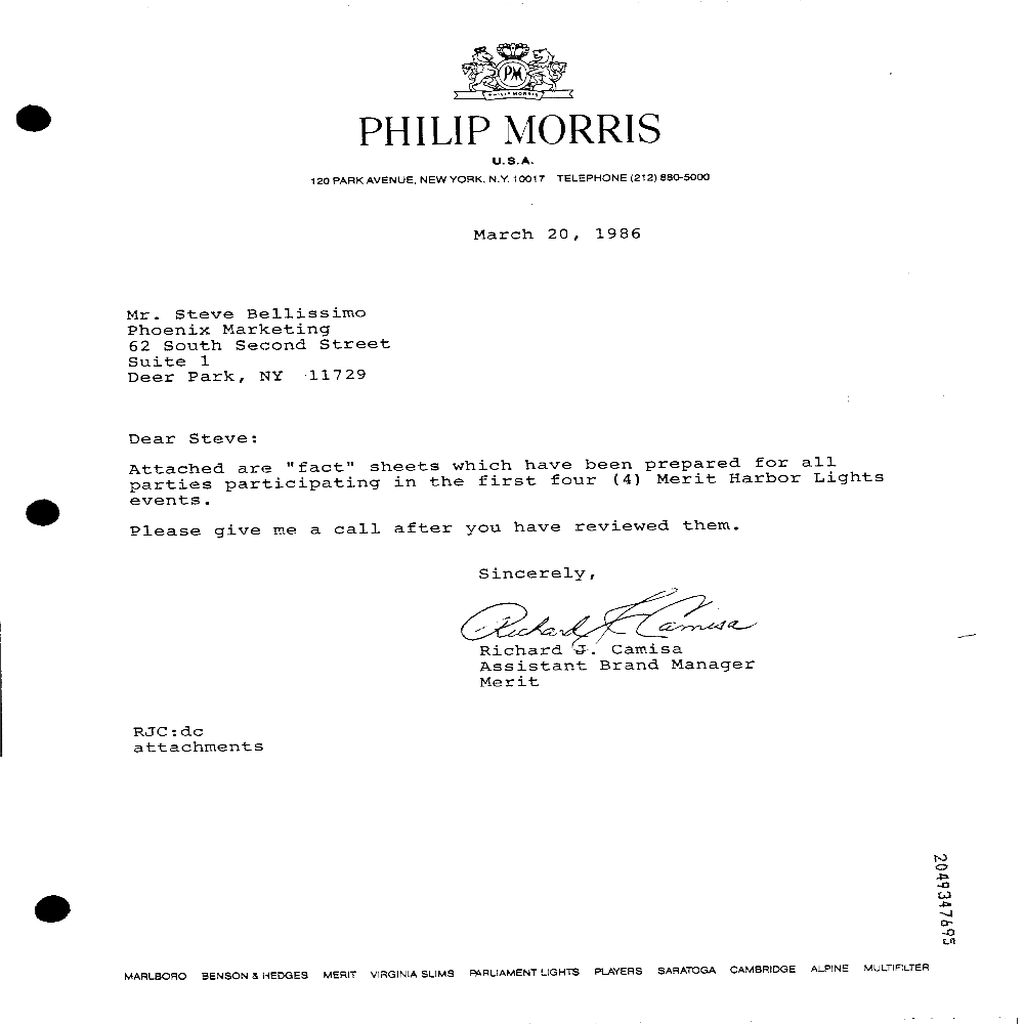 PM
PHILIP MORRIS
PHILIP MORRIS
U.S.A.
120 PARK AVENUE, NEW YORK, N.Y. 10017 TELEPHONE (212) 880-5000
March 20, 1986
Mr. Steve Bellissimo
Phoenix Marketing
62 South Second Street
Suite 1
Deer Park, NY 11729
Dear Steve:
Attached are "fact" sheets which have been prepared for all
parties participating in the first four (4) Merit Harbor Lights
events.
Please give me a call after you have reviewed them.
Sincerely,
Richard J. Camisa
Richard J. Camisa
Assistant Brand Manager
Merit
RJC:dc
attachments
2049347695
MARLBORO BENSON & HEDGES MERIT VIRGINIA SLIMS PARLIAMENT LIGHTS PLAYERS SARATOGA CAMBRIDGE ALPINE MULTIFILTER